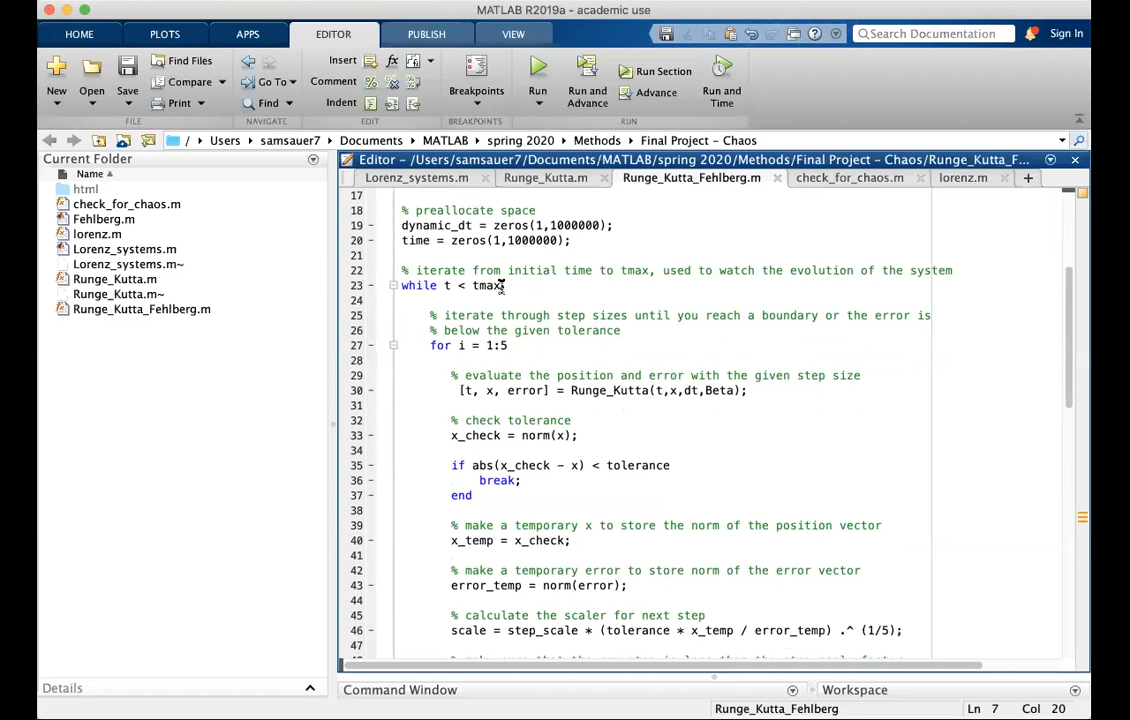 MATLAB R2019a - academic use
HOME PLOTS APPS EDITOR PUBLISH VIEW Search Documentation Sign In
New Open Save Find Files Compare Print
Go To Find
Insert fx
Comment %
Indent
Breakpoints
Run
Run and Advance
Run Section
Advance
Run and Time
FILE NAVIGATE EDIT BREAKPOINTS RUN
/ Users samsauer7 Documents MATLAB spring 2020 Methods Final Project - Chaos
Current Folder
Name
html
check_for_chaos.m
Fehlberg.m
lorenz.m
Lorenz_systems.m
Lorenz_systems.m~
Runge_Kutta.m
Runge_Kutta.m~
Runge_Kutta_Fehlberg.m
Details
Editor - /Users/samsauer7/Documents/MATLAB/spring 2020/Methods/Final Project - Chaos/Runge_Kutta_F...
Lorenz_systems.m Runge_Kutta.m Runge_Kutta_Fehlberg.m check_for_chaos.m lorenz.m
17
18 % preallocate space
19 dynamic_dt = zeros(1,1000000);
20 time = zeros(1,1000000);
21
22 % iterate from initial time to tmax, used to watch the evolution of the system
23 while t < tmax
24
25 % iterate through step sizes until you reach a boundary or the error is
26 % below the given tolerance
27 for i = 1:5
28
29 % evaluate the position and error with the given step size
30 [t, x, error] = Runge_Kutta(t,x,dt,Beta);
31
32 % check tolerance
33 x_check = norm(x);
34
35 if abs(x_check - x) < tolerance
36 break;
37 end
38
39 % make a temporary x to store the norm of the position vector
40 x_temp = x_check;
41
42 % make a temporary error to store norm of the error vector
43 error_temp = norm(error);
44
45 % calculate the scaler for next step
46 scale = step_scale * (tolerance * x_temp / error_temp) .^ (1/5);
47
Command Window Workspace
Runge_Kutta_Fehlberg Ln 7 Col 20